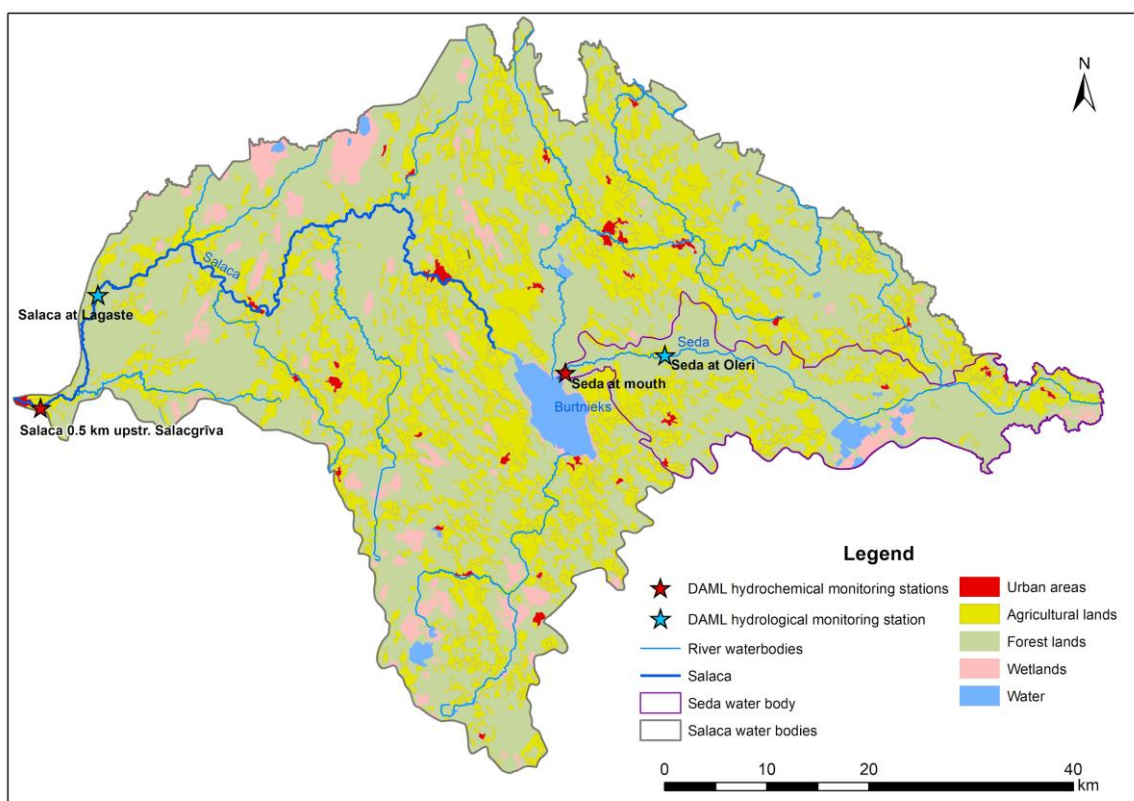 N
Salaca
Salaca at Lagaste
Seda
Seda at Oleri
Seda at mouth
Burtnieks
Salaca 0.5 km upstr. Salacgrīva
Legend
DAML hydrochemical monitoring stations
DAML hydrological monitoring station
River waterbodies
Salaca
Seda water body
Salaca water bodies
Urban areas
Agricultural lands
Forest lands
Wetlands
Water
0 10 20 40
km